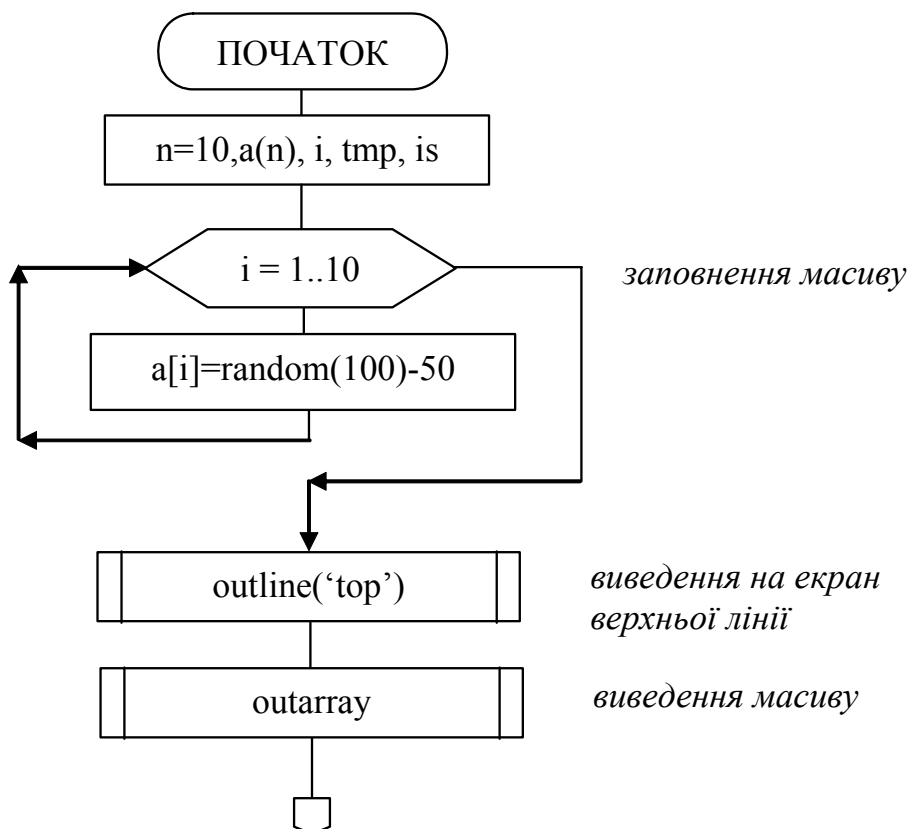 ПОЧАТОК
n=10,a(n), i, tmp, is
i = 1..10
заповнення масиву
a[i]=random(100)-50
outline(‘top’)
виведення на екран
верхньої лінії
outarray
виведення масиву